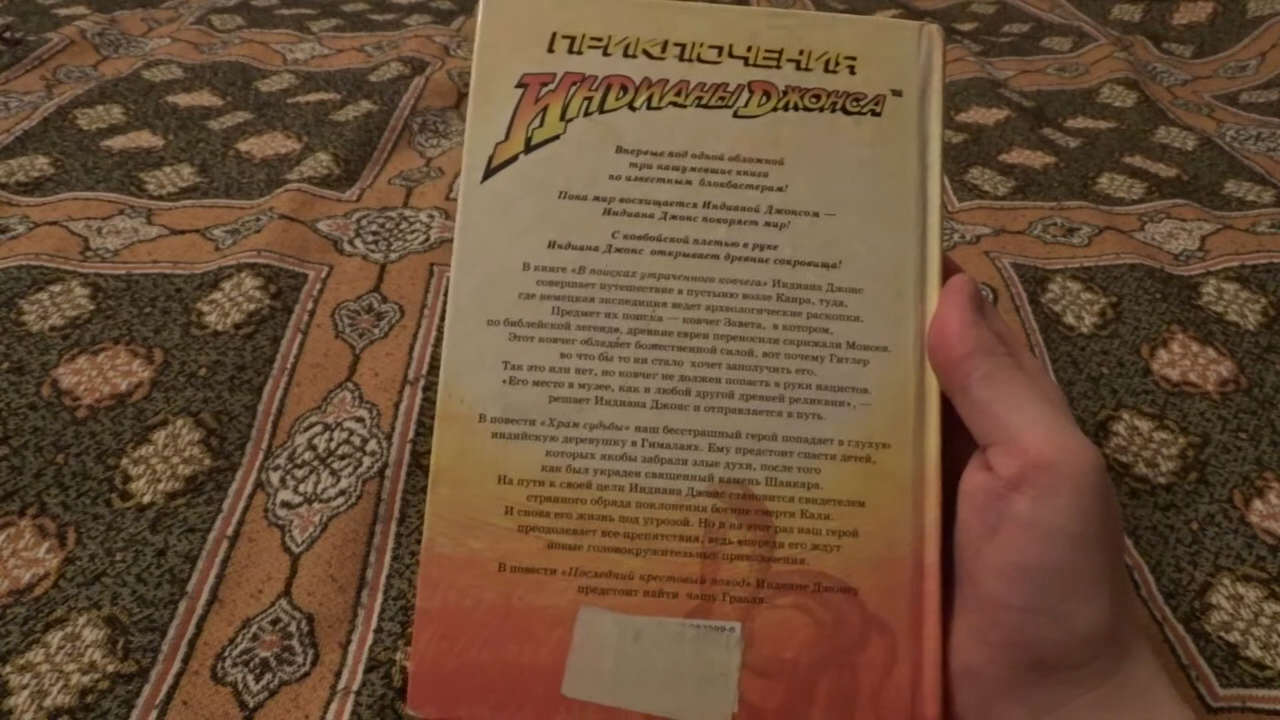 ПРИКЛЮЧЕНИЯ
ИНДИАНЫ ДЖОНСА™
Впервые под одной обложкой
три нашумевшие книги
по известным блокбастерам!
Пока мир восхищается Индианой Джонсом —
Индиана Джонс покоряет мир!
С ковбойской плетью в руке
Индиана Джонс открывает древние сокровища!
В книге «В поисках утраченного ковчега» Индиана Джонс
совершает путешествие в пустыню возле Каира, туда,
где немецкая экспедиция ведет археологические раскопки.
Предмет их поиска — ковчег Завета, в котором,
по библейской легенде, древние евреи переносили скрижали Моисея.
Этот ковчег обладает божественной силой, вот почему Гитлер
во что бы то ни стало хочет заполучить его.
Так это или нет, но ковчег не должен попасть в руки нацистов.
«Его место в музее, как и любой другой древней реликвии», —
решает Индиана Джонс и отправляется в путь.
В повести «Храм судьбы» наш бесстрашный герой попадает в глухую
индийскую деревушку в Гималаях. Ему предстоит спасти детей,
которых якобы забрали злые духи, после того
как был украден священный камень Шанкара.
На пути к своей цели Индиана Джонс становится свидетелем
странного обряда поклонения богине смерти Кали.
И снова его жизнь под угрозой. Но и на этот раз наш герой
преодолевает все препятствия, ведь впереди его ждут
новые головокружительные приключения.
В повести «Последний крестовый поход» Индиане Джонсу
предстоит найти чашу Грааля.